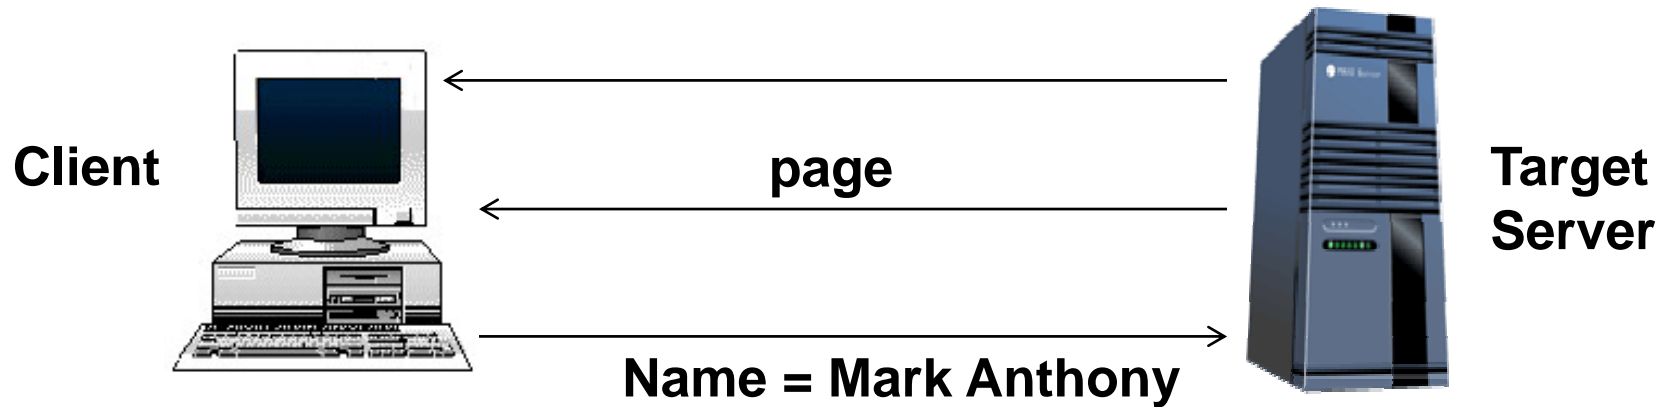 Client
page
Target
Server
Name = Mark Anthony